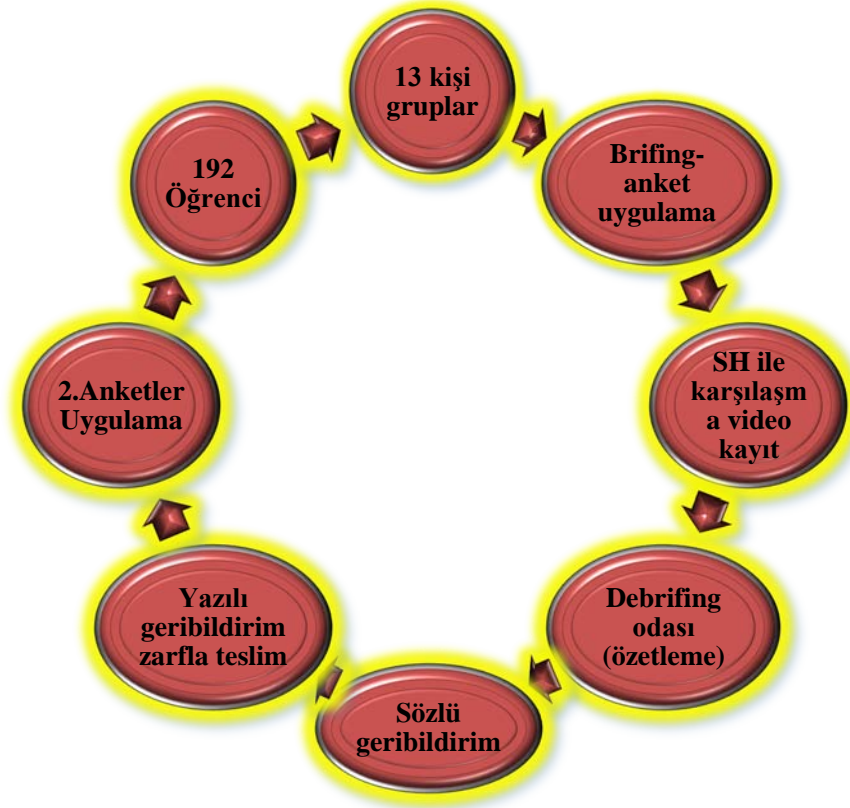 13 kişi
gruplar
Brifing-
anket
uygulama
SH ile
karşılaşm
a video
kayıt
Debrifing
odası
(özetleme)
Sözlü
geribildirim
Yazılı
geribildirim
zarfla teslim
2.Anketler
Uygulama
192
Öğrenci